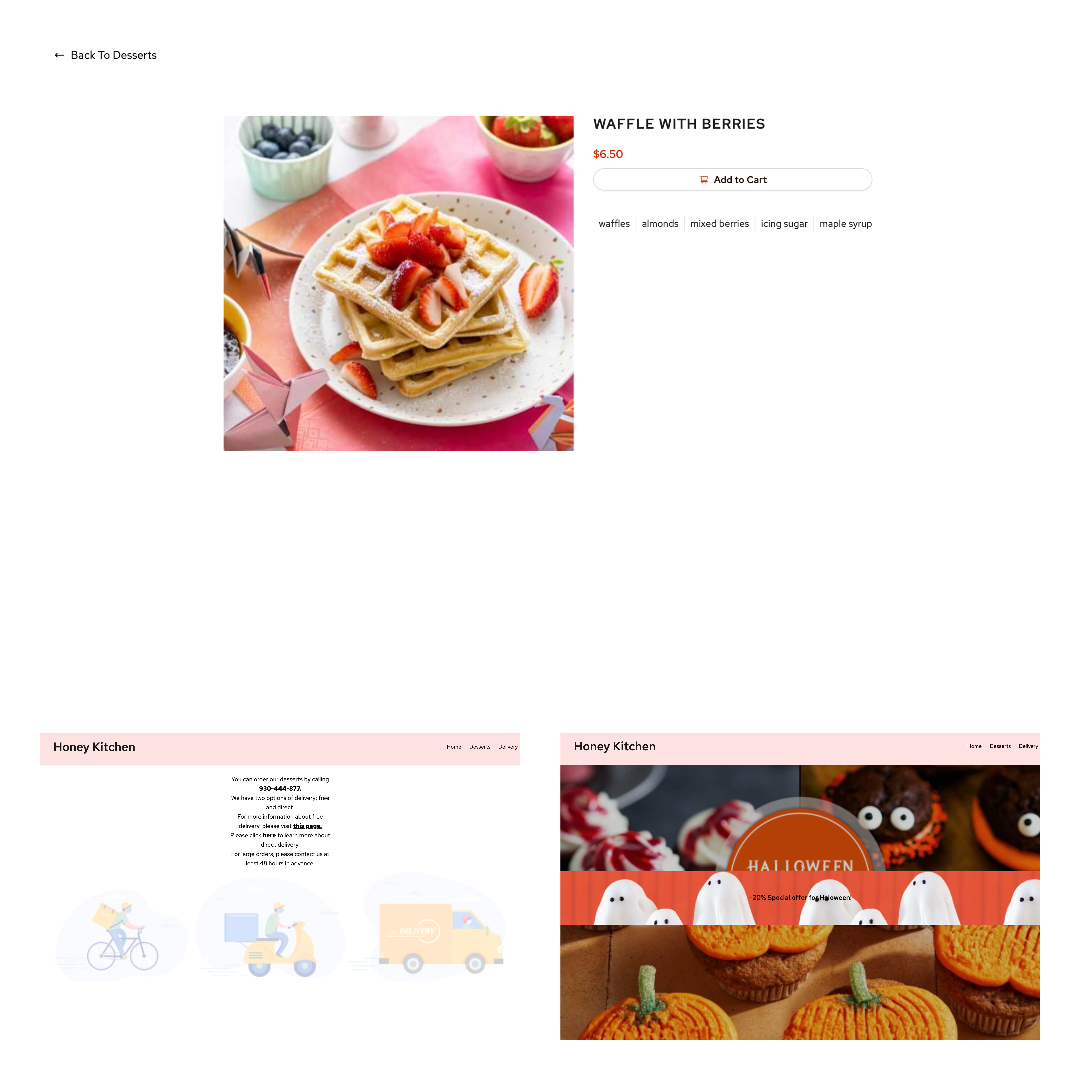 ← Back To Desserts
WAFFLE WITH BERRIES
$6.50
Add to Cart
waffles almonds mixed berries icing sugar maple syrup
Honey Kitchen
Home Desserts Delivery
You can order our desserts by calling
930-444-877.
We have two options of delivery: free
and direct
For more information about free
delivery, please visit this page.
Please click here to learn more about
direct delivery
For large orders, please contact us at
least 48 hours in advance
DELIVERY
Honey Kitchen
Home Desserts Delivery
HALLOWEEN
20% Special offer for Haloween!